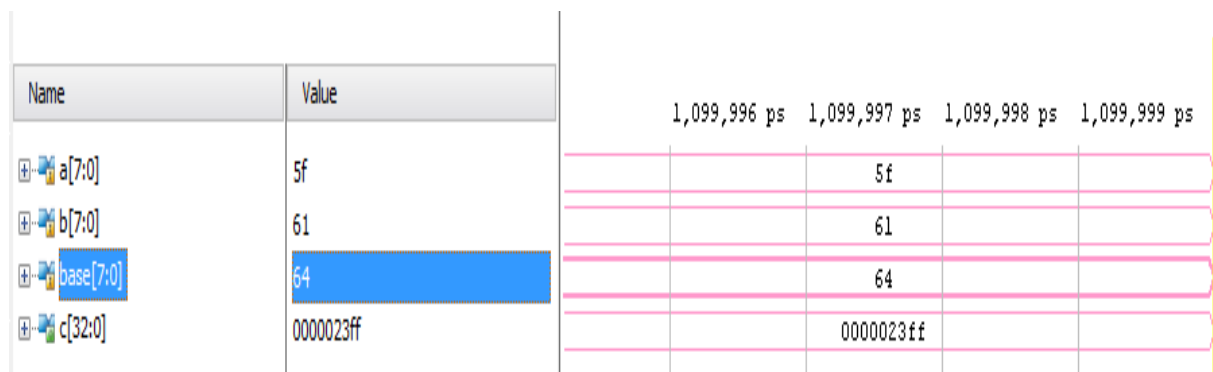 Name Value
1,099,996 ps 1,099,997 ps 1,099,998 ps 1,099,999 ps
a[7:0] 5f 5f
b[7:0] 61 61
base[7:0] 64 64
c[32:0] 0000023ff 0000023ff